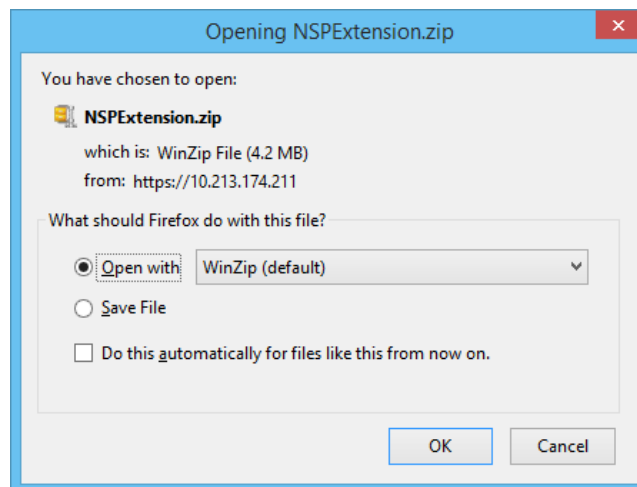 Opening NSPExtension.zip
You have chosen to open:
NSPExtension.zip
which is: WinZip File (4.2 MB)
from: https://10.213.174.211
What should Firefox do with this file?
Open with WinZip (default)
Save File
Do this automatically for files like this from now on.
OK Cancel